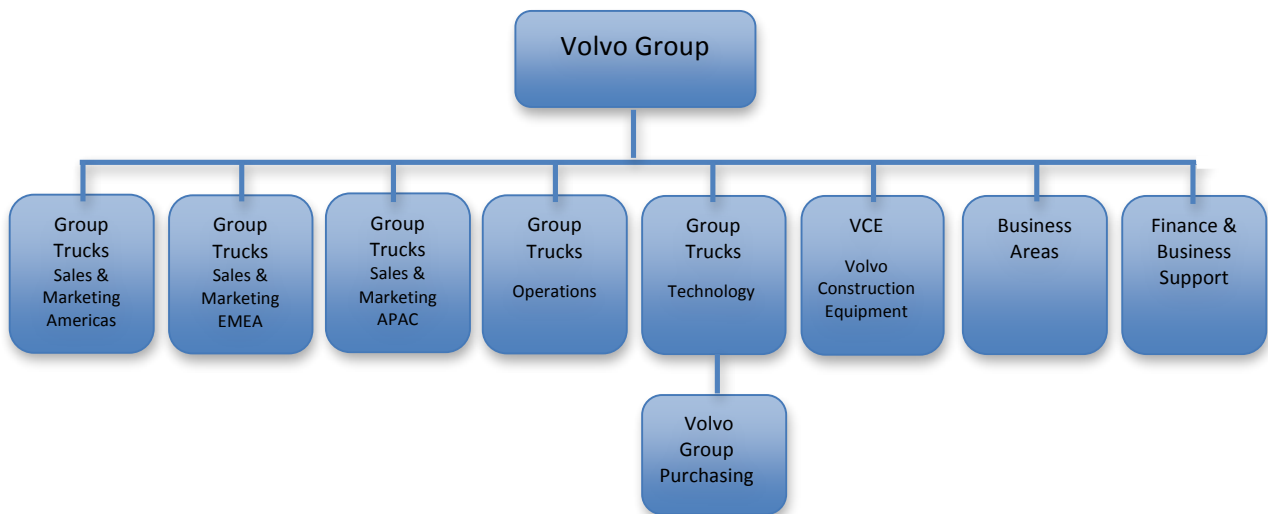 Volvo Group
Group
Trucks
Sales &
Marketing
Americas
Group
Trucks
Sales &
Marketing
EMEA
Group
Trucks
Sales &
Marketing
APAC
Group
Trucks
Operations
Group
Trucks
Technology
VCE
Volvo
Construction
Equipment
Business
Areas
Finance &
Business
Support
Volvo
Group
Purchasing